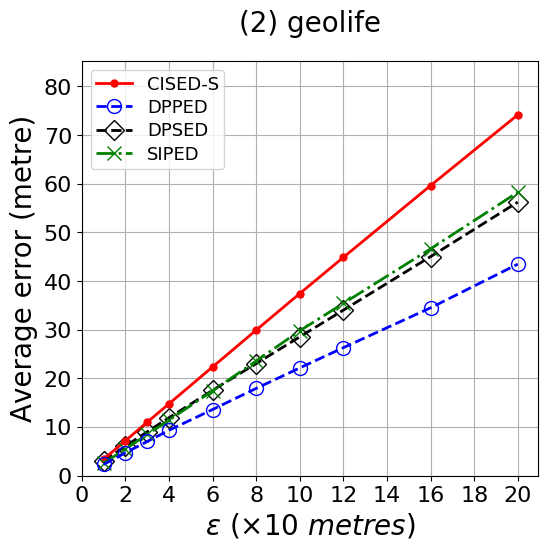 (2) geolife
CISED-S
DPPED
DPSED
SIPED
Average error (metre)
80
70
60
50
40
30
20
10
0
0 2 4 6 8 10 12 14 16 18 20
ε (×10 metres)